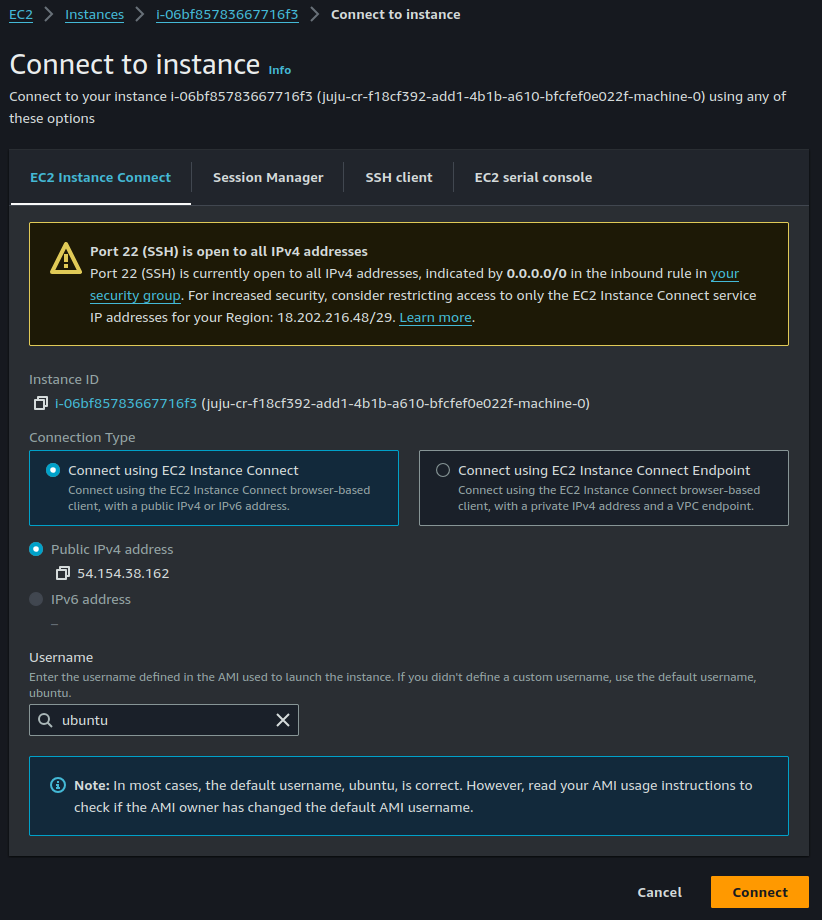 EC2 > Instances > i-06bf85783667716f3 > Connect to instance
Connect to instance Info
Connect to your instance i-06bf85783667716f3 (juju-cr-f18cf392-add1-4b1b-a610-bfcfef0e022f-machine-0) using any of
these options
EC2 Instance Connect
Session Manager
SSH client
EC2 serial console
Port 22 (SSH) is open to all IPv4 addresses
Port 22 (SSH) is currently open to all IPv4 addresses, indicated by 0.0.0.0/0 in the inbound rule in your
security group. For increased security, consider restricting access to only the EC2 Instance Connect service
IP addresses for your Region: 18.202.216.48/29. Learn more.
Instance ID
i-06bf85783667716f3 (juju-cr-f18cf392-add1-4b1b-a610-bfcfef0e022f-machine-0)
Connection Type
Connect using EC2 Instance Connect
Connect using the EC2 Instance Connect browser-based
client, with a public IPv4 or IPv6 address.
Connect using EC2 Instance Connect Endpoint
Connect using the EC2 Instance Connect browser-based
client, with a private IPv4 address and a VPC endpoint.
Public IPv4 address
54.154.38.162
IPv6 address
–
Username
Enter the username defined in the AMI used to launch the instance. If you didn't define a custom username, use the default username,
ubuntu.
ubuntu
Note: In most cases, the default username, ubuntu, is correct. However, read your AMI usage instructions to
check if the AMI owner has changed the default AMI username.
Cancel
Connect